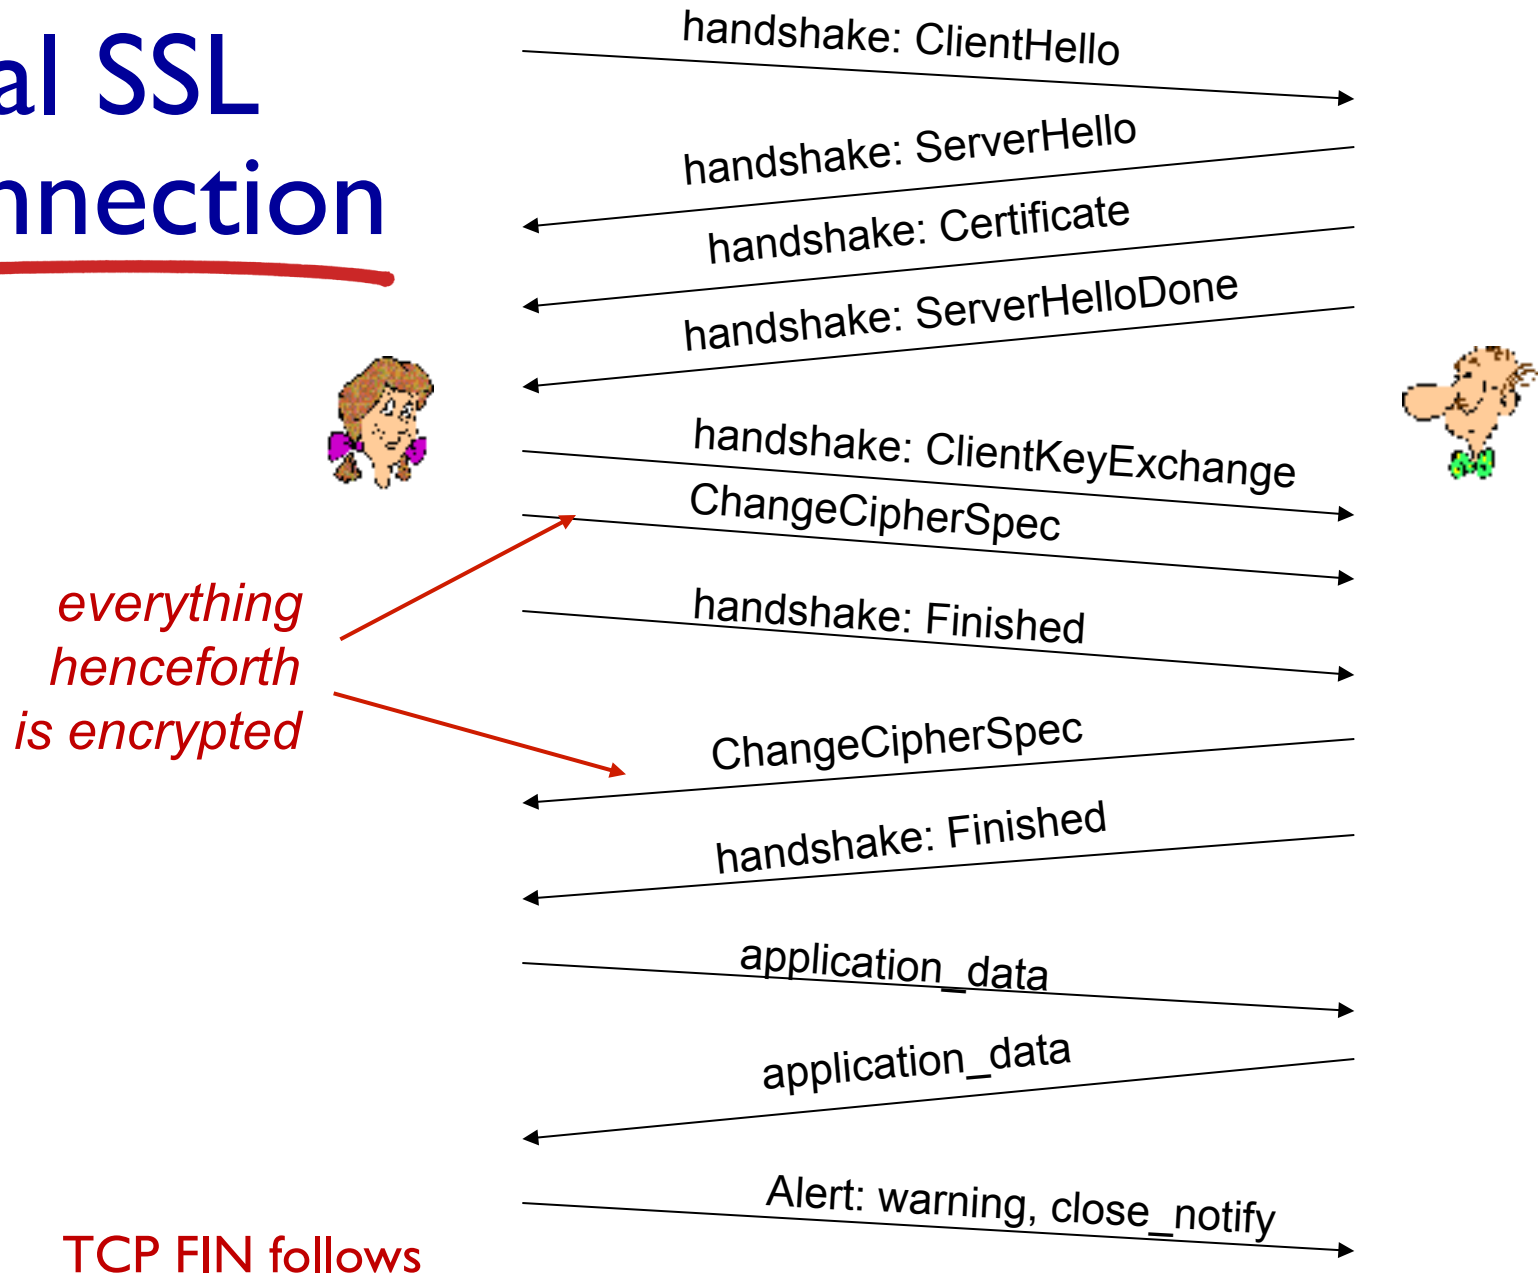 al SSL
nnection
handshake: ClientHello
handshake: ServerHello
handshake: Certificate
handshake: ServerHelloDone
handshake: ClientKeyExchange
ChangeCipherSpec
everything
henceforth
is encrypted
handshake: Finished
ChangeCipherSpec
handshake: Finished
application_data
application_data
Alert: warning, close_notify
TCP FIN follows